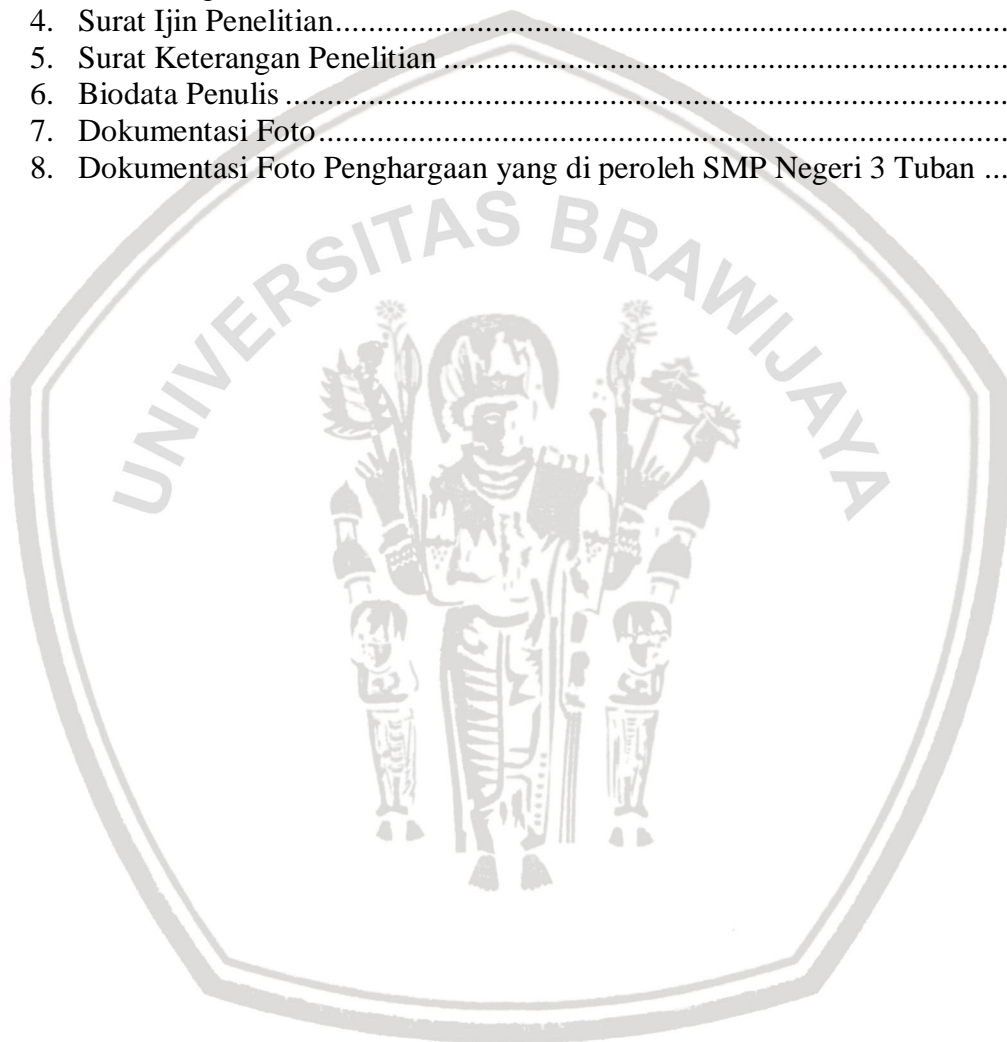 4. Surat Ijin Penelitian........................................................................................
5. Surat Keterangan Penelitian ........................................................................
6. Biodata Penulis ...........................................................................................
7. Dokumentasi Foto.......................................................................................
8. Dokumentasi Foto Penghargaan yang di peroleh SMP Negeri 3 Tuban ...
UNIVERSITAS BRAWIJAYA